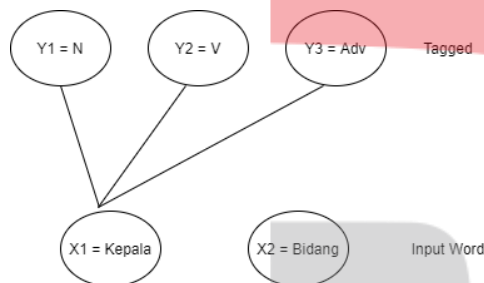 Y1 = N Y2 = V Y3 = Adv Tagged
X1 = Kepala X2 = Bidang Input Word